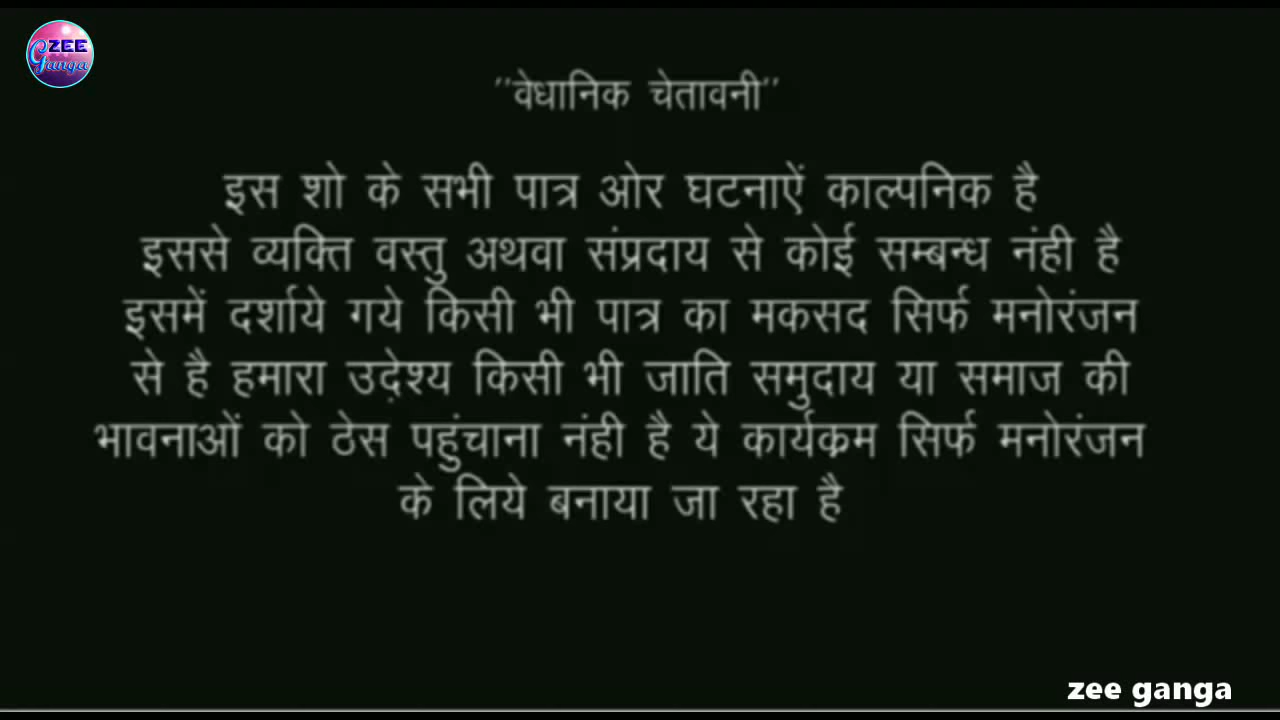 ZEE
Ganga
"वेधानिक चेतावनी"
इस शो के सभी पात्र ओर घटनाऐं काल्पनिक है
इससे व्यक्ति वस्तु अथवा संप्रदाय से कोई सम्बन्ध नंही है
इसमें दर्शाये गये किसी भी पात्र का मकसद सिर्फ मनोरंजन
से है हमारा उदे़श्य किसी भी जाति समुदाय या समाज की
भावनाओं को ठेस पहुंचाना नंही है ये कार्यक्रम सिर्फ मनोरंजन
के लिये बनाया जा रहा है
zee ganga